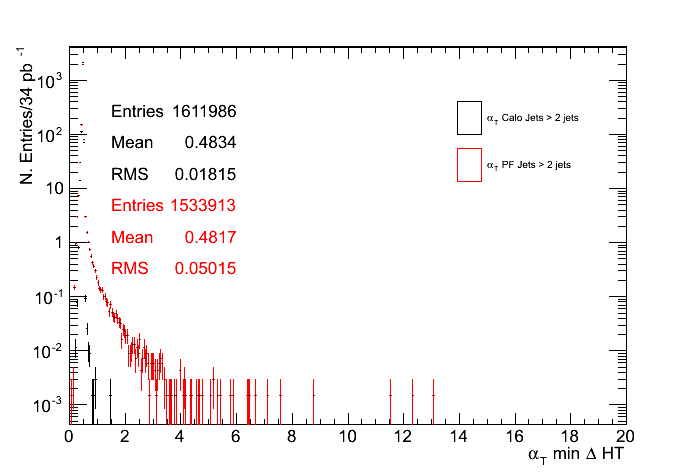 N. Entries/34 pb⁻¹
10³
10²
10
1
10⁻¹
10⁻²
10⁻³
Entries 1611986
Mean 0.4834
RMS 0.01815
Entries 1533913
Mean 0.4817
RMS 0.05015
α_T Calo Jets > 2 jets
α_T PF Jets > 2 jets
0 2 4 6 8 10 12 14 16 18 20
α_T min Δ HT